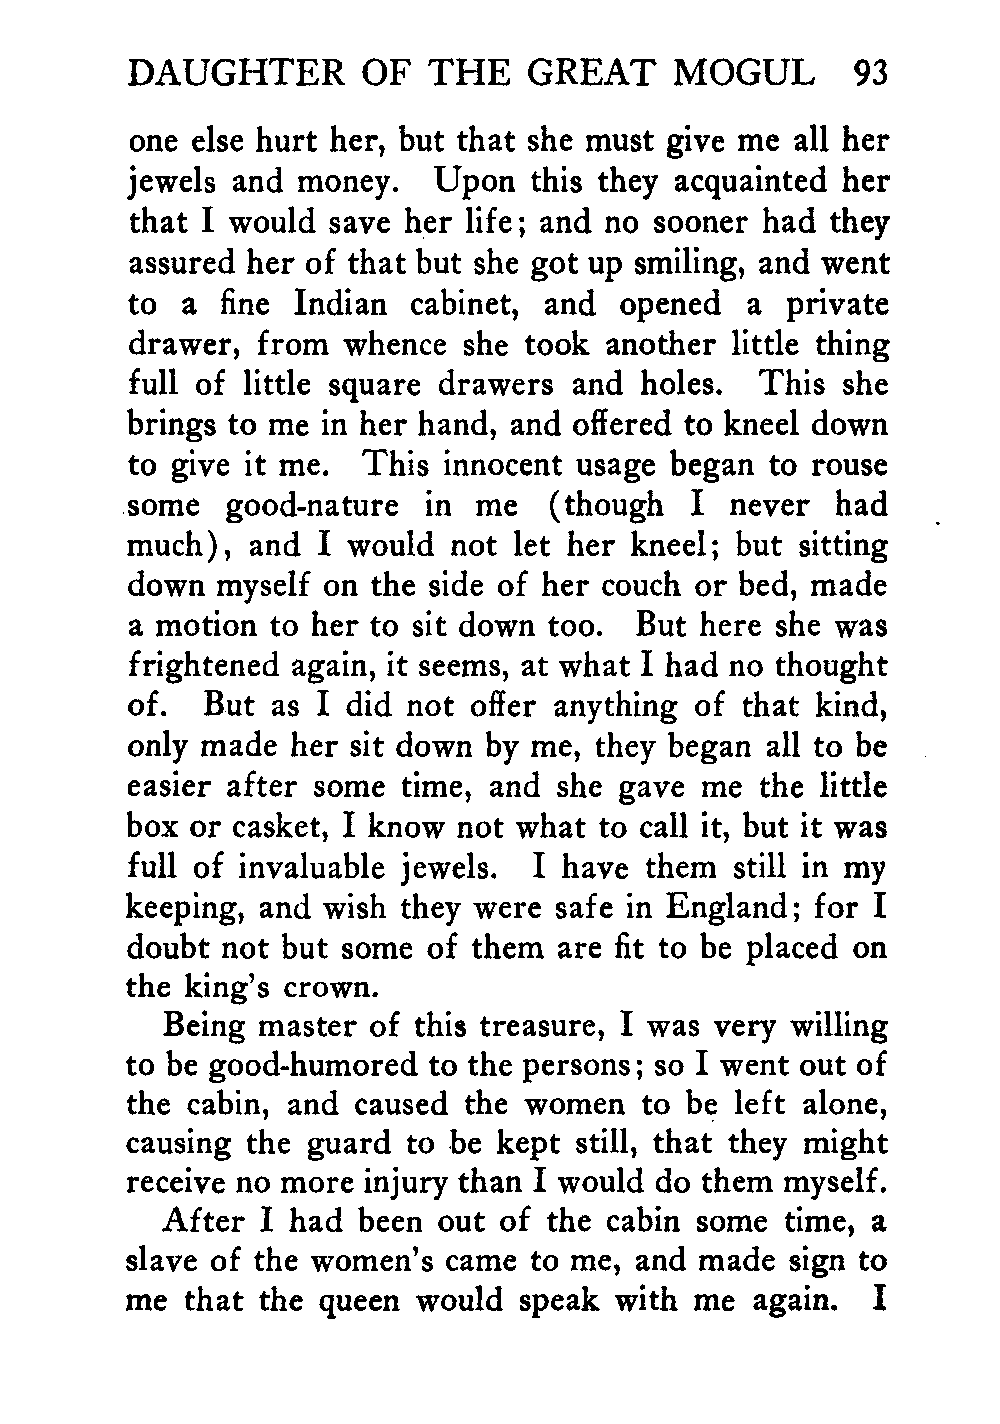 DAUGHTER OF THE GREAT MOGUL 93
one else hurt her, but that she must give me all her
jewels and money. Upon this they acquainted her
that I would save her life; and no sooner had they
assured her of that but she got up smiling, and went
to a fine Indian cabinet, and opened a private
drawer, from whence she took another little thing
full of little square drawers and holes. This she
brings to me in her hand, and offered to kneel down
to give it me. This innocent usage began to rouse
some good-nature in me (though I never had
much), and I would not let her kneel; but sitting
down myself on the side of her couch or bed, made
a motion to her to sit down too. But here she was
frightened again, it seems, at what I had no thought
of. But as I did not offer anything of that kind,
only made her sit down by me, they began all to be
easier after some time, and she gave me the little
box or casket, I know not what to call it, but it was
full of invaluable jewels. I have them still in my
keeping, and wish they were safe in England; for I
doubt not but some of them are fit to be placed on
the king's crown.
Being master of this treasure, I was very willing
to be good-humored to the persons; so I went out of
the cabin, and caused the women to be left alone,
causing the guard to be kept still, that they might
receive no more injury than I would do them myself.
After I had been out of the cabin some time, a
slave of the women's came to me, and made sign to
me that the queen would speak with me again. I